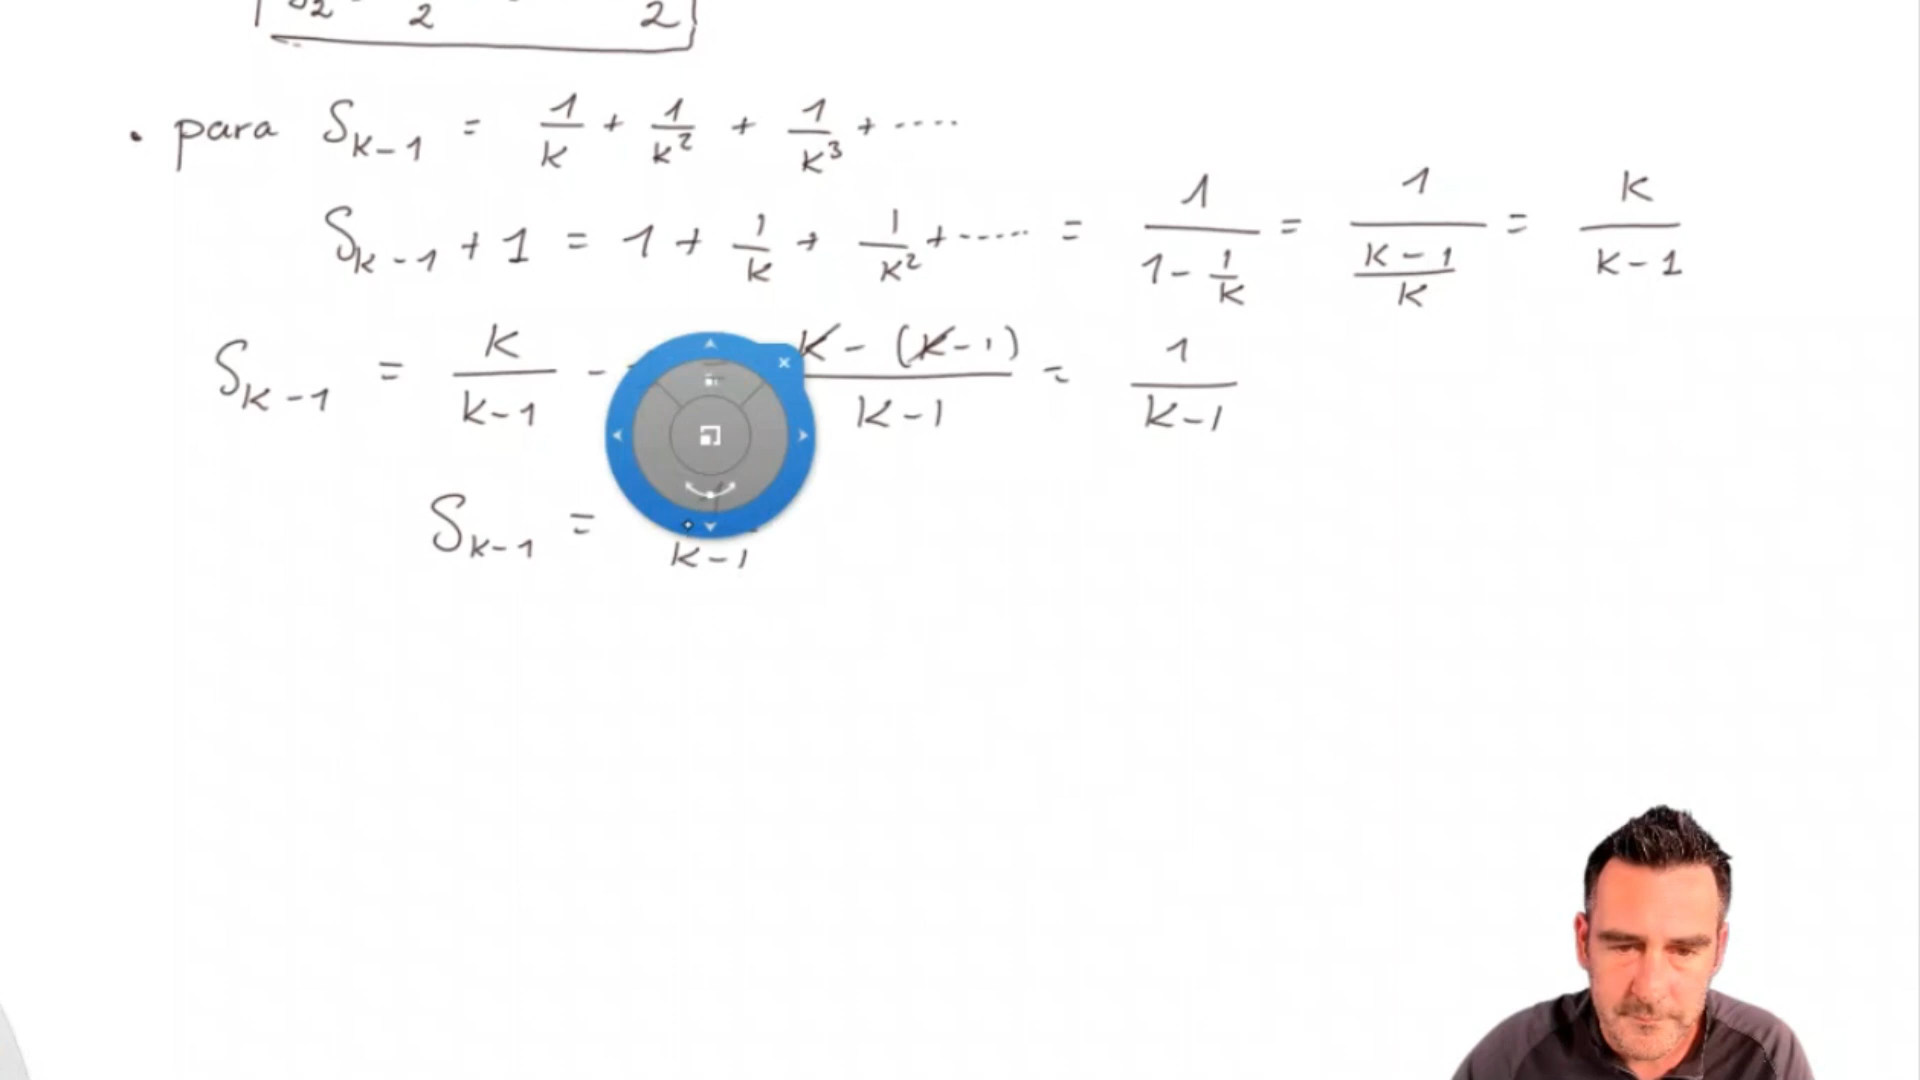 S₂ 2 2
• para S_{k-1} = 1/k + 1/k² + 1/k³ + ....
S_{k-1} + 1 = 1 + 1/k + 1/k² + ..... = 1/(1 - 1/k) = 1/((k-1)/k) = k/(k-1)
S_{k-1} = k/(k-1) - (k - (k-1))/(k-1) = 1/(k-1)
S_{k-1} = /(k-1)